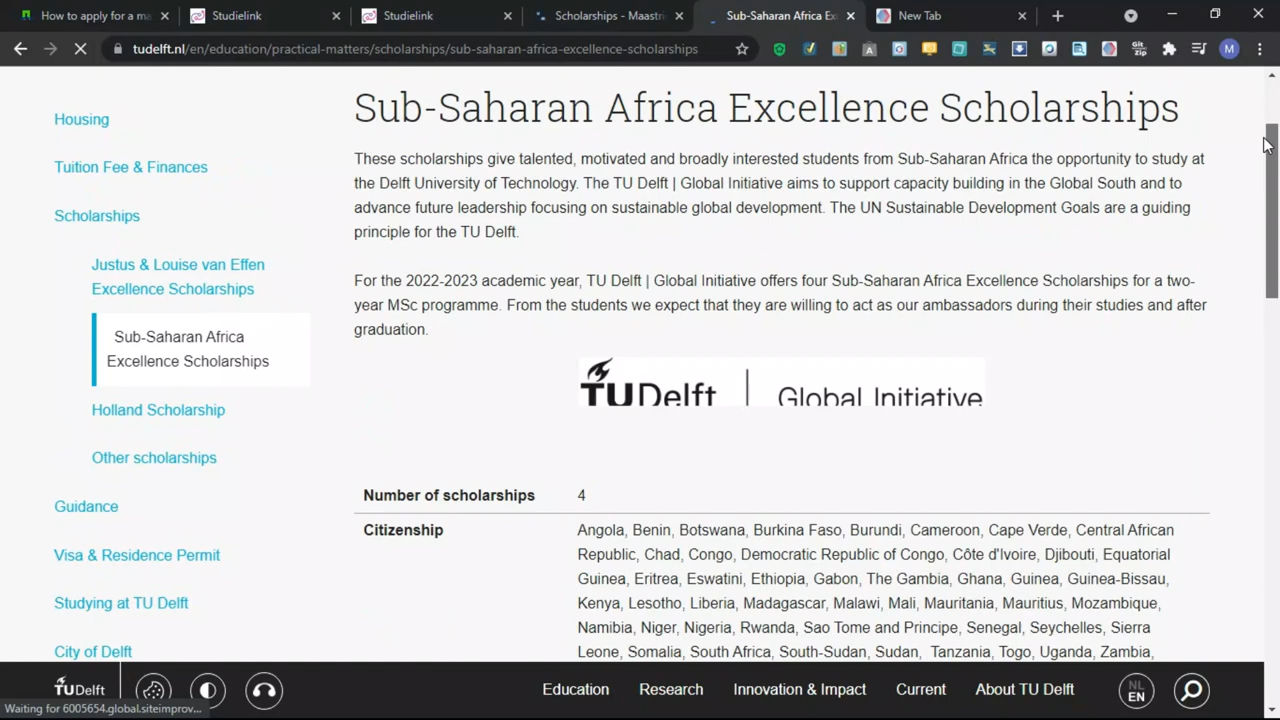 How to apply for a ma
Studielink
Studielink
Scholarships - Maastri
Sub-Saharan Africa Ex
New Tab
tudelft.nl/en/education/practical-matters/scholarships/sub-saharan-africa-excellence-scholarships
Git
Zip
M
Housing
Tuition Fee & Finances
Scholarships
Justus & Louise van Effen
Excellence Scholarships
Sub-Saharan Africa
Excellence Scholarships
Holland Scholarship
Other scholarships
Guidance
Visa & Residence Permit
Studying at TU Delft
City of Delft
Sub-Saharan Africa Excellence Scholarships
These scholarships give talented, motivated and broadly interested students from Sub-Saharan Africa the opportunity to study at
the Delft University of Technology. The TU Delft | Global Initiative aims to support capacity building in the Global South and to
advance future leadership focusing on sustainable global development. The UN Sustainable Development Goals are a guiding
principle for the TU Delft.
For the 2022-2023 academic year, TU Delft | Global Initiative offers four Sub-Saharan Africa Excellence Scholarships for a two-
year MSc programme. From the students we expect that they are willing to act as our ambassadors during their studies and after
graduation.
TUDelft | Global Initiative
Number of scholarships 4
Citizenship Angola, Benin, Botswana, Burkina Faso, Burundi, Cameroon, Cape Verde, Central African
Republic, Chad, Congo, Democratic Republic of Congo, Côte d'Ivoire, Djibouti, Equatorial
Guinea, Eritrea, Eswatini, Ethiopia, Gabon, The Gambia, Ghana, Guinea, Guinea-Bissau,
Kenya, Lesotho, Liberia, Madagascar, Malawi, Mali, Mauritania, Mauritius, Mozambique,
Namibia, Niger, Nigeria, Rwanda, Sao Tome and Principe, Senegal, Seychelles, Sierra
Leone, Somalia, South Africa, South-Sudan, Sudan, Tanzania, Togo, Uganda, Zambia,
TUDelft
Education Research Innovation & Impact Current About TU Delft
NL
EN
Waiting for 6005654.global.siteimprov...